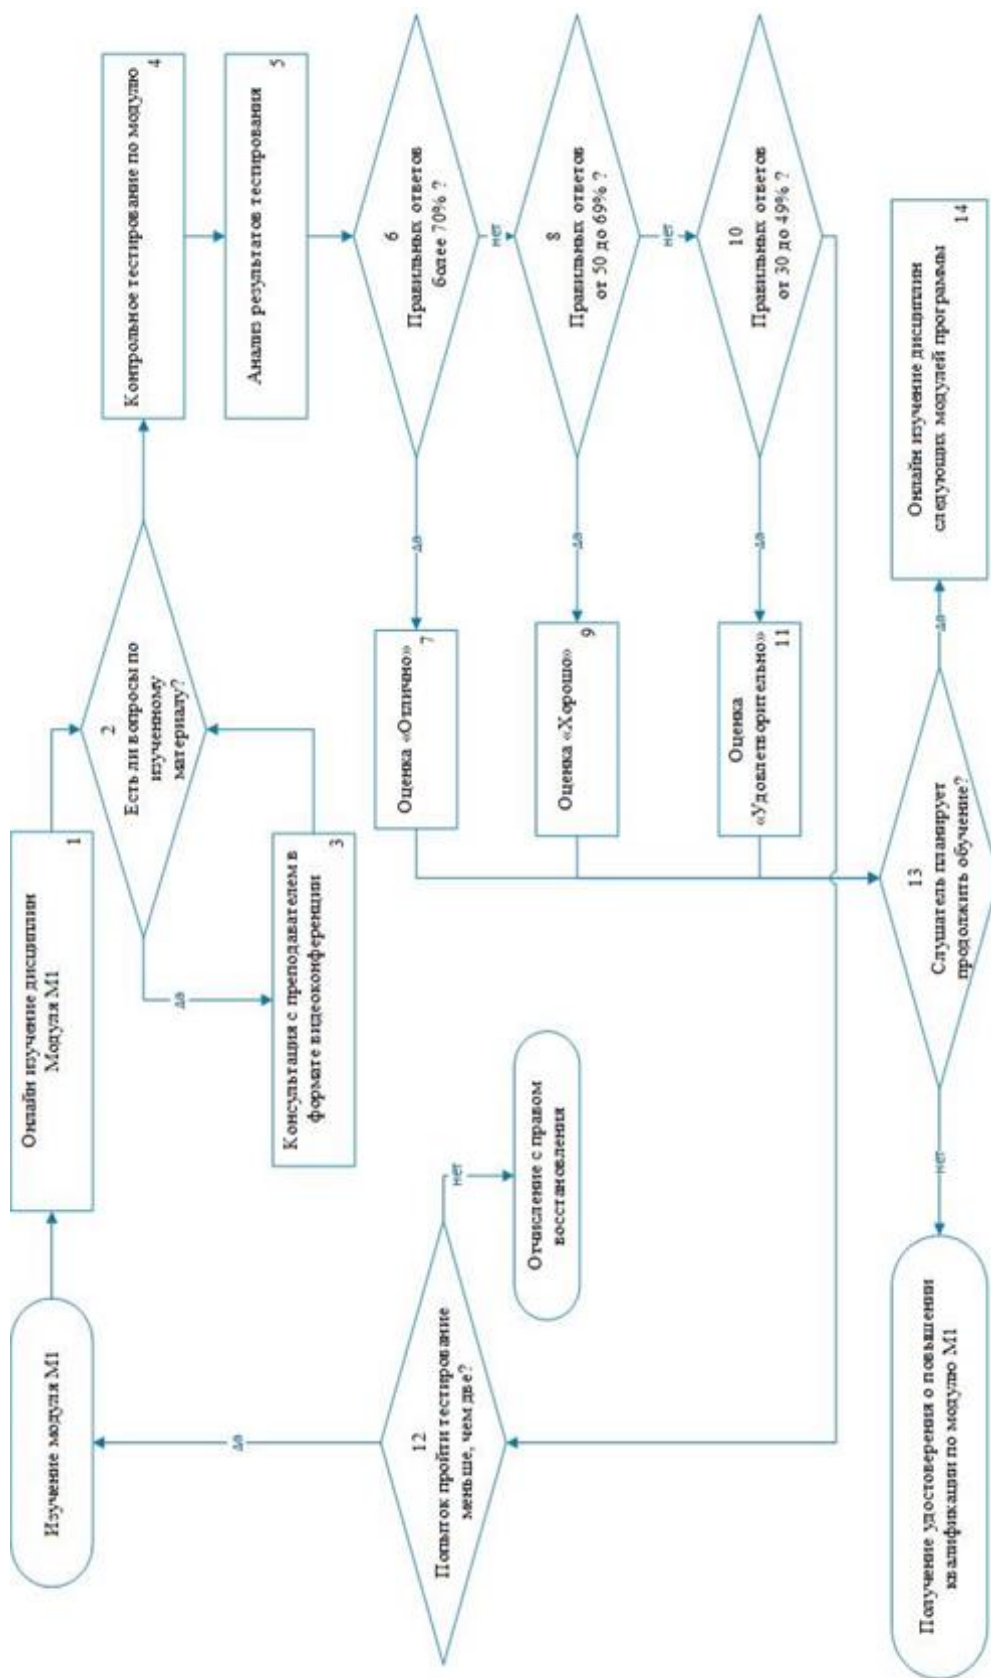 Изучение модуля М1
Онлайн изучение дисциплин
Модуля М1
1
2
Есть ли вопросы по
изученному
материалу?
да
Консультация с преподавателем в
формате видеоконференции
3
Контрольное тестирование по модулю
4
Анализ результатов тестирования
5
6
Правильных ответов
более 70% ?
да
нет
Оценка «Отлично»
7
8
Правильных ответов
от 50 до 69% ?
да
нет
Оценка «Хорошо»
9
10
Правильных ответов
от 30 до 49% ?
да
Оценка
«Удовлетворительно»
11
12
Попыток пройти тестирование
меньше, чем две?
да
нет
Отчисление с правом
восстановления
13
Слушатель планирует
продолжить обучение?
да
нет
Онлайн изучение дисциплин
следующих модулей программы
14
Получение удостоверения о повышении
квалификации по модулю М1